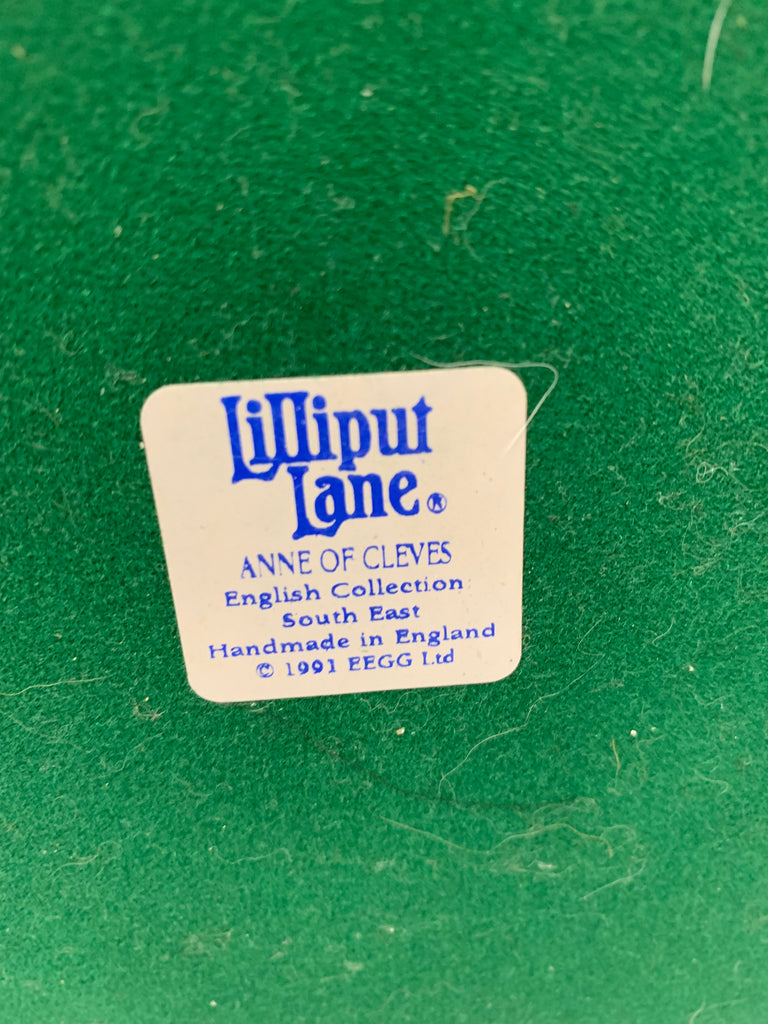 Lilliput
Lane®
ANNE OF CLEVES
English Collection
South East
Handmade in England
© 1991 EEGG Ltd